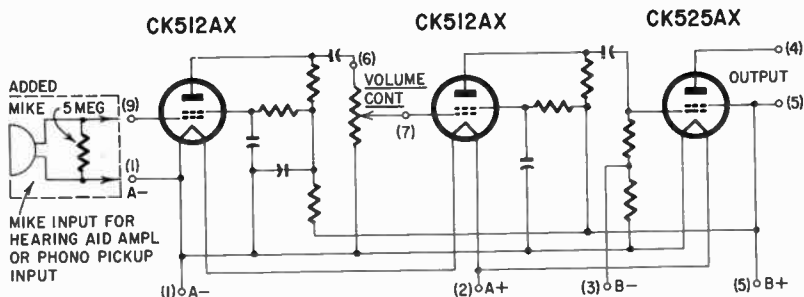 CK512AX
CK512AX
CK525AX
ADDED
MIKE
5 MEG
(9)
(1)
A-
MIKE INPUT FOR
HEARING AID AMPL
OR PHONO PICKUP
INPUT
(6)
VOLUME
CONT
(7)
(4)
OUTPUT
(5)
(1) A-
(2) A+
(3) B-
(5) B+